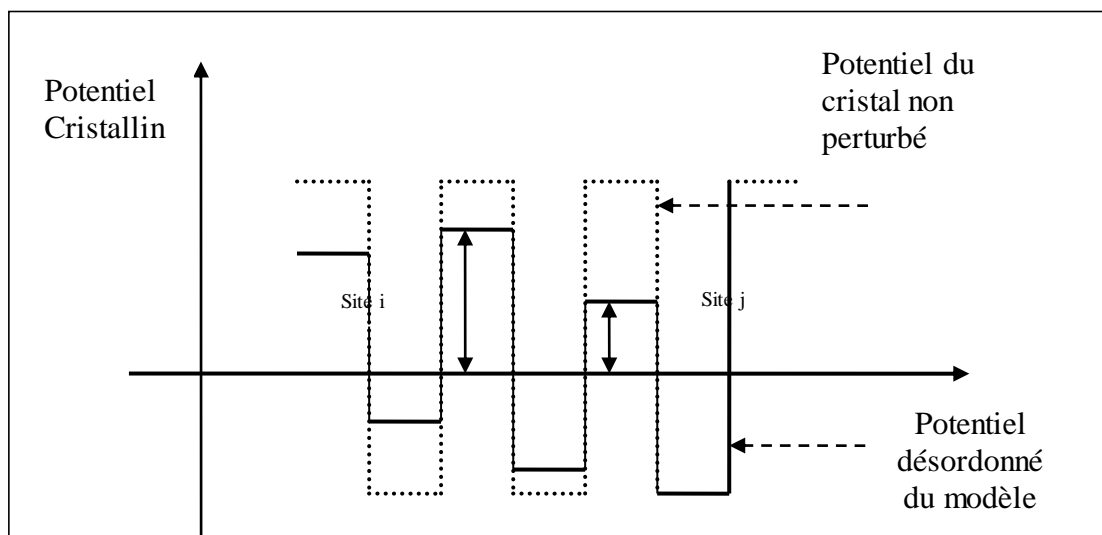 Potentiel
Cristallin
Potentiel du
cristal non
perturbé
Site i
Site j
Potentiel
désordonné
du modèle